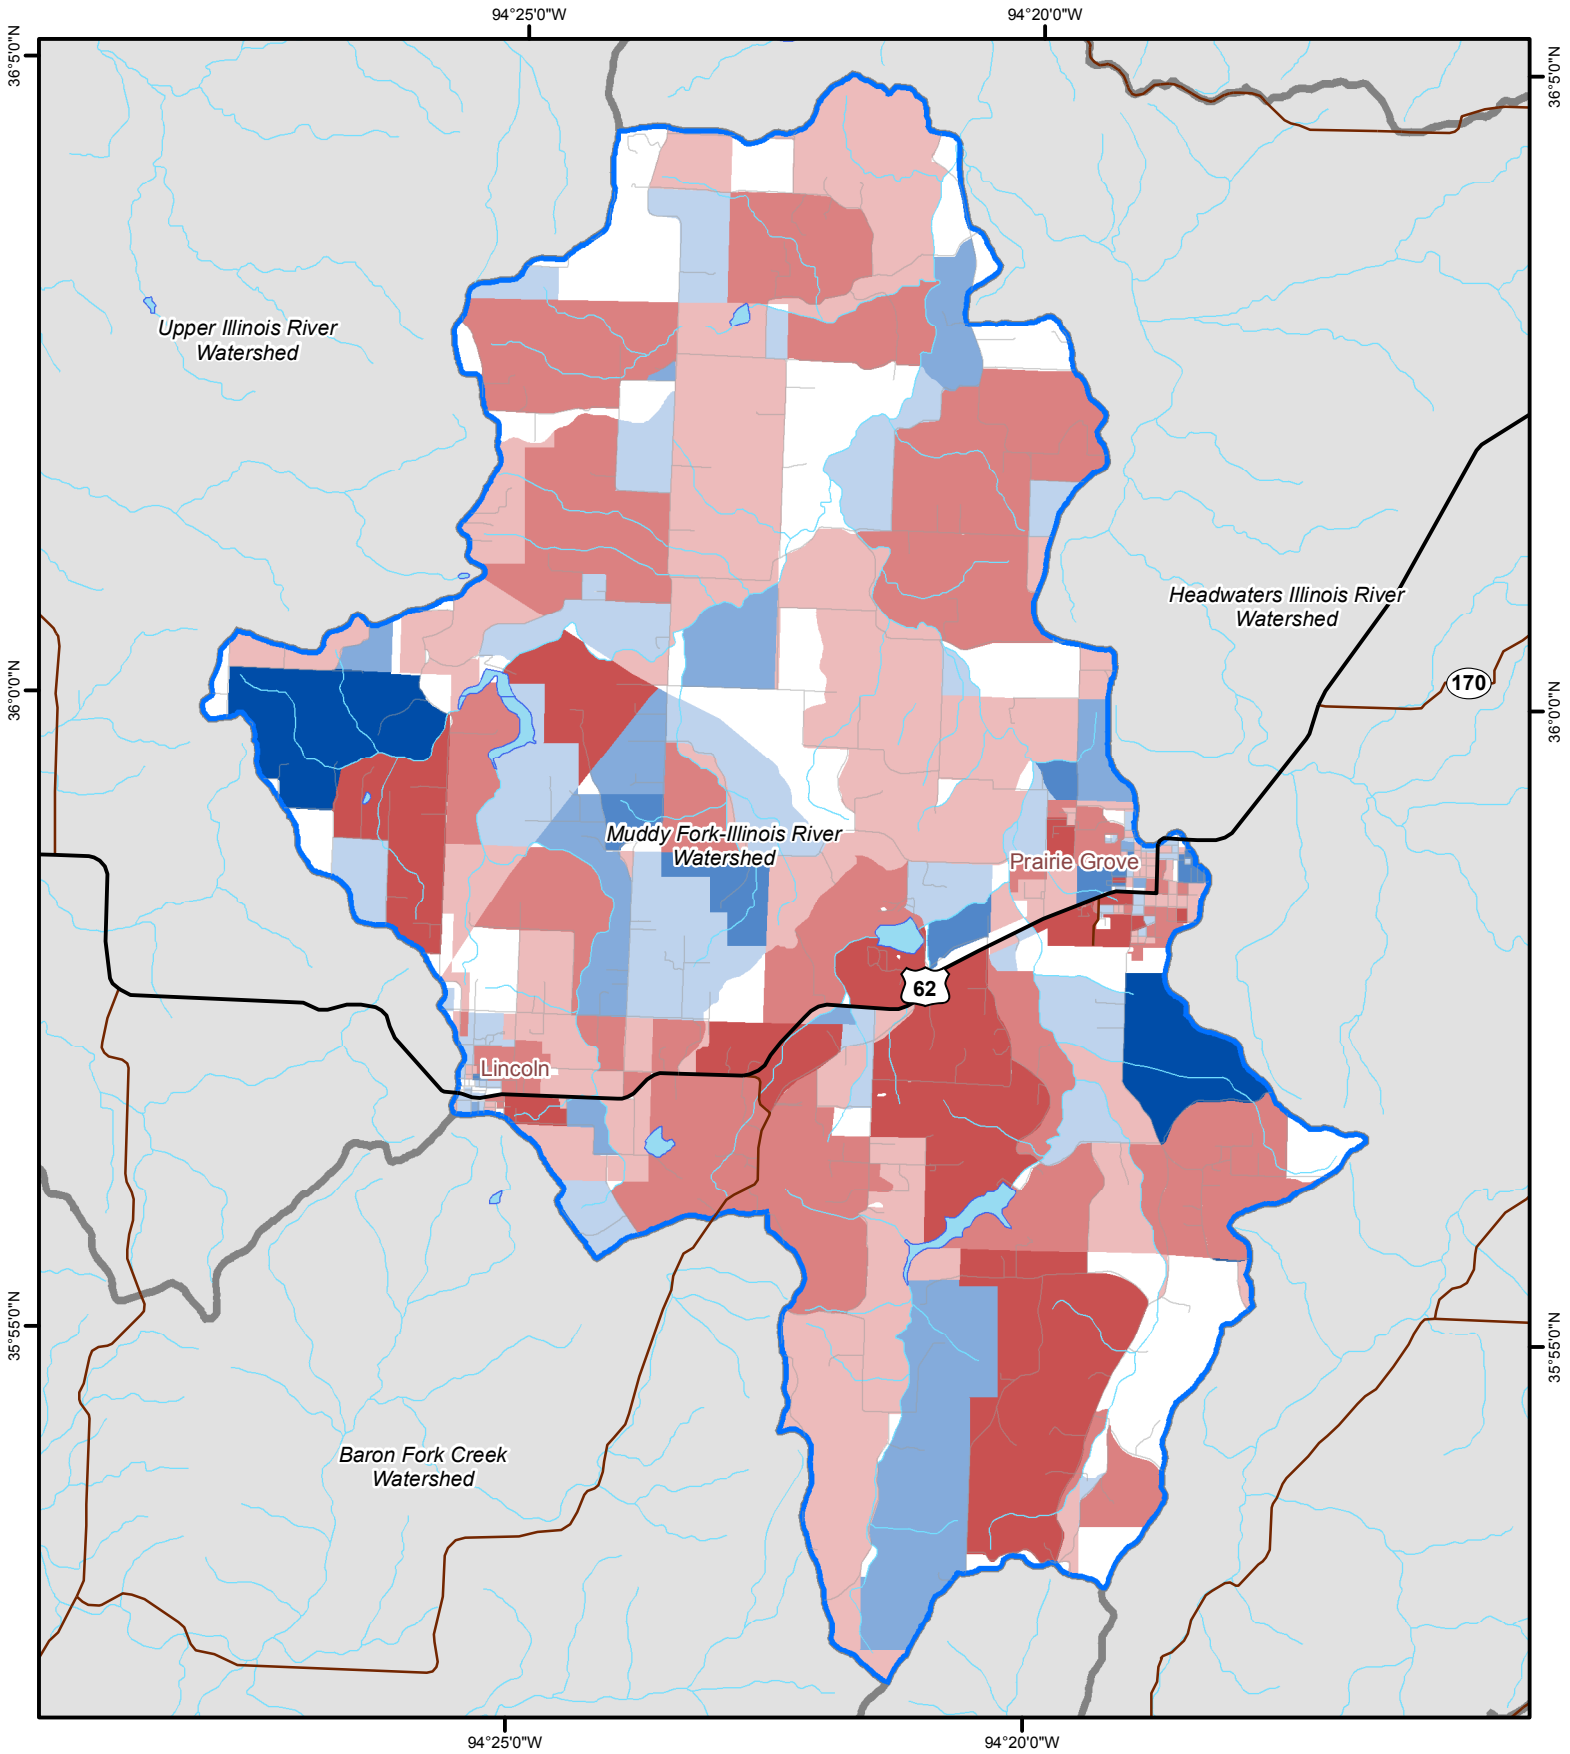 94°25'0"W
94°20'0"W
36°5'0"N
36°5'0"N
Upper Illinois River
Watershed
Headwaters Illinois River
Watershed
170
36°0'0"N
36°0'0"N
Muddy Fork-Illinois River
Watershed
Prairie Grove
62
Lincoln
35°55'0"N
35°55'0"N
Baron Fork Creek
Watershed
94°25'0"W
94°20'0"W